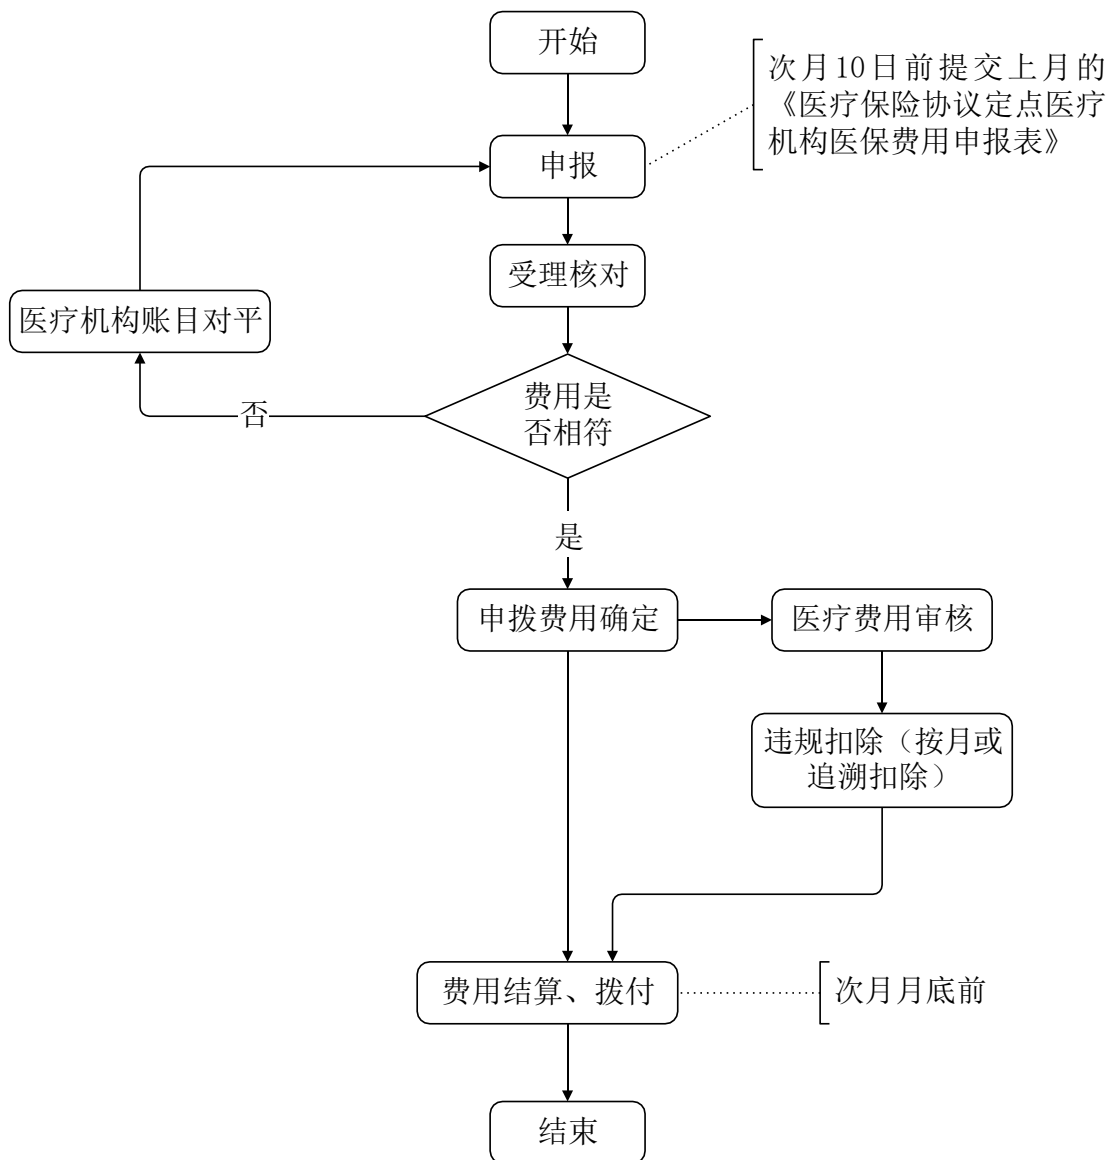 开始
次月10日前提交上月的
《医疗保险协议定点医疗
机构医保费用申报表》
申报
受理核对
医疗机构账目对平
费用是
否相符
否
是
申拨费用确定
医疗费用审核
违规扣除（按月或
追溯扣除）
费用结算、拨付
次月月底前
结束